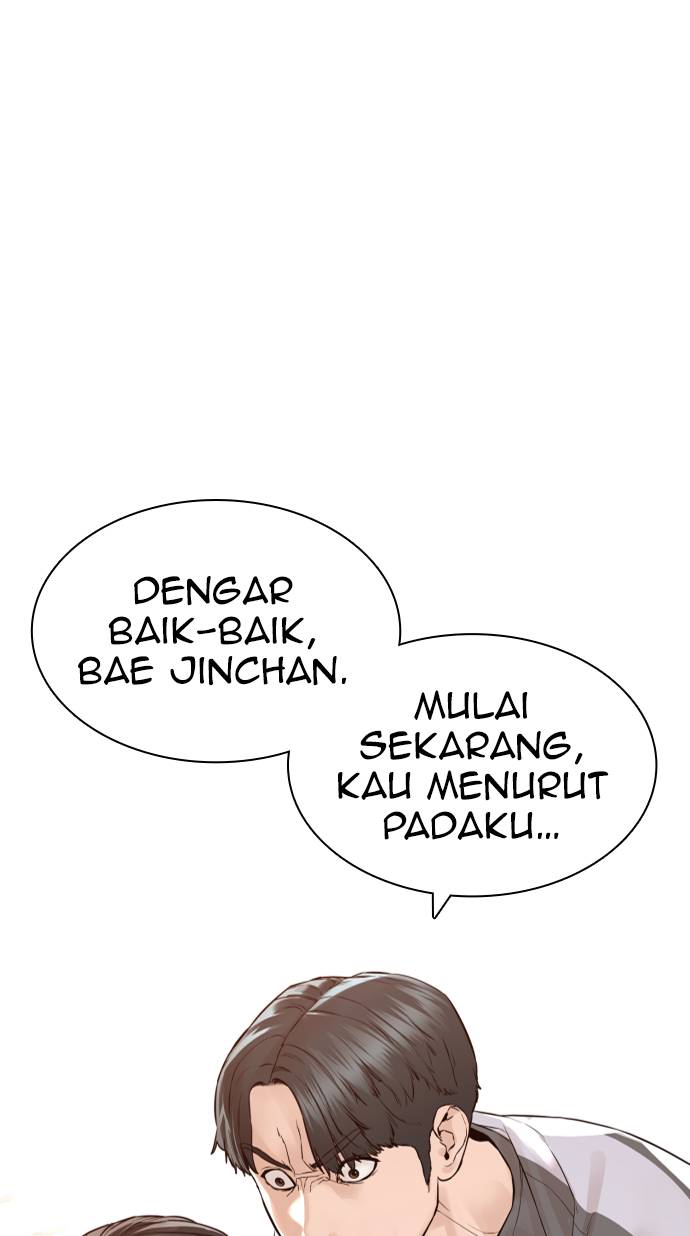 DENGAR
BAIK-BAIK,
BAE JINCHAN.
MULAI
SEKARANG,
KAU MENURUT
PADAKU...